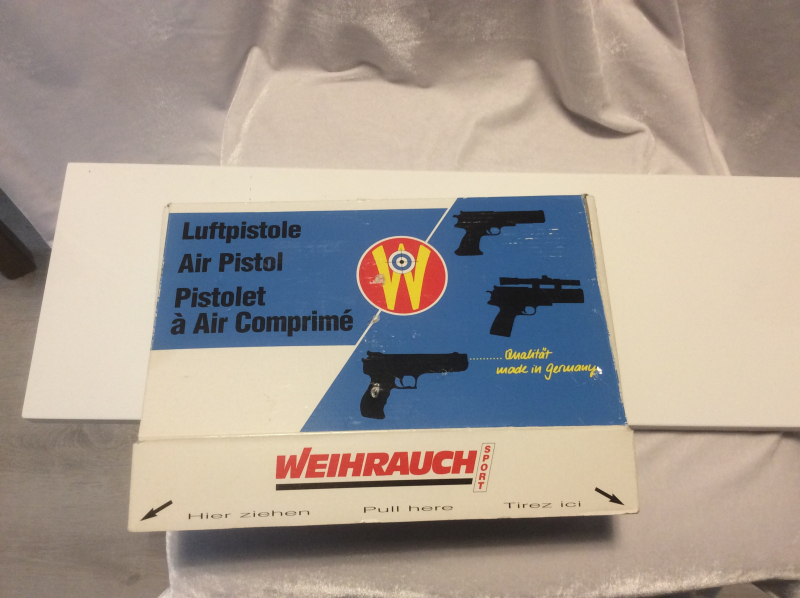 Luftpistole
Air Pistol
Pistolet
à Air Comprimé
W
Qualität
made in Germany
WEIHRAUCH SPORT
Hier ziehen Pull here Tirez ici